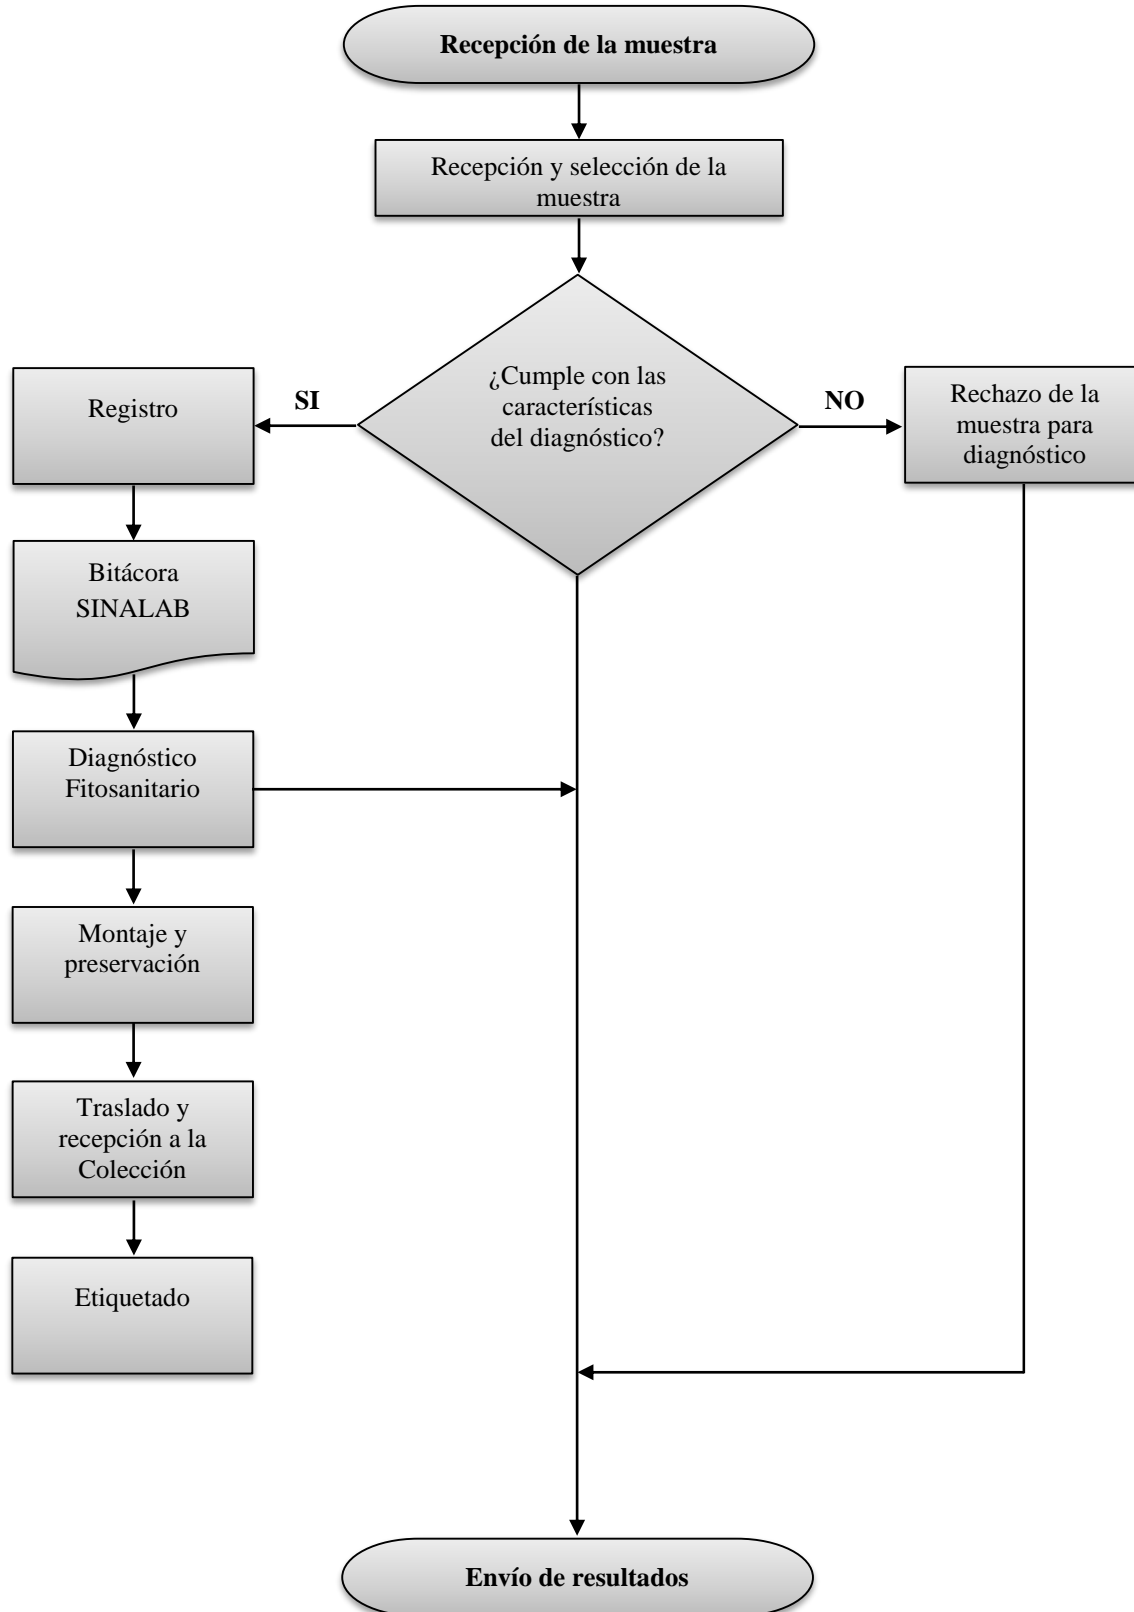 Recepción de la muestra
Recepción y selección de la
muestra
¿Cumple con las
características
del diagnóstico?
SI
NO
Registro
Rechazo de la
muestra para
diagnóstico
Bitácora
SINALAB
Diagnóstico
Fitosanitario
Montaje y
preservación
Traslado y
recepción a la
Colección
Etiquetado
Envío de resultados